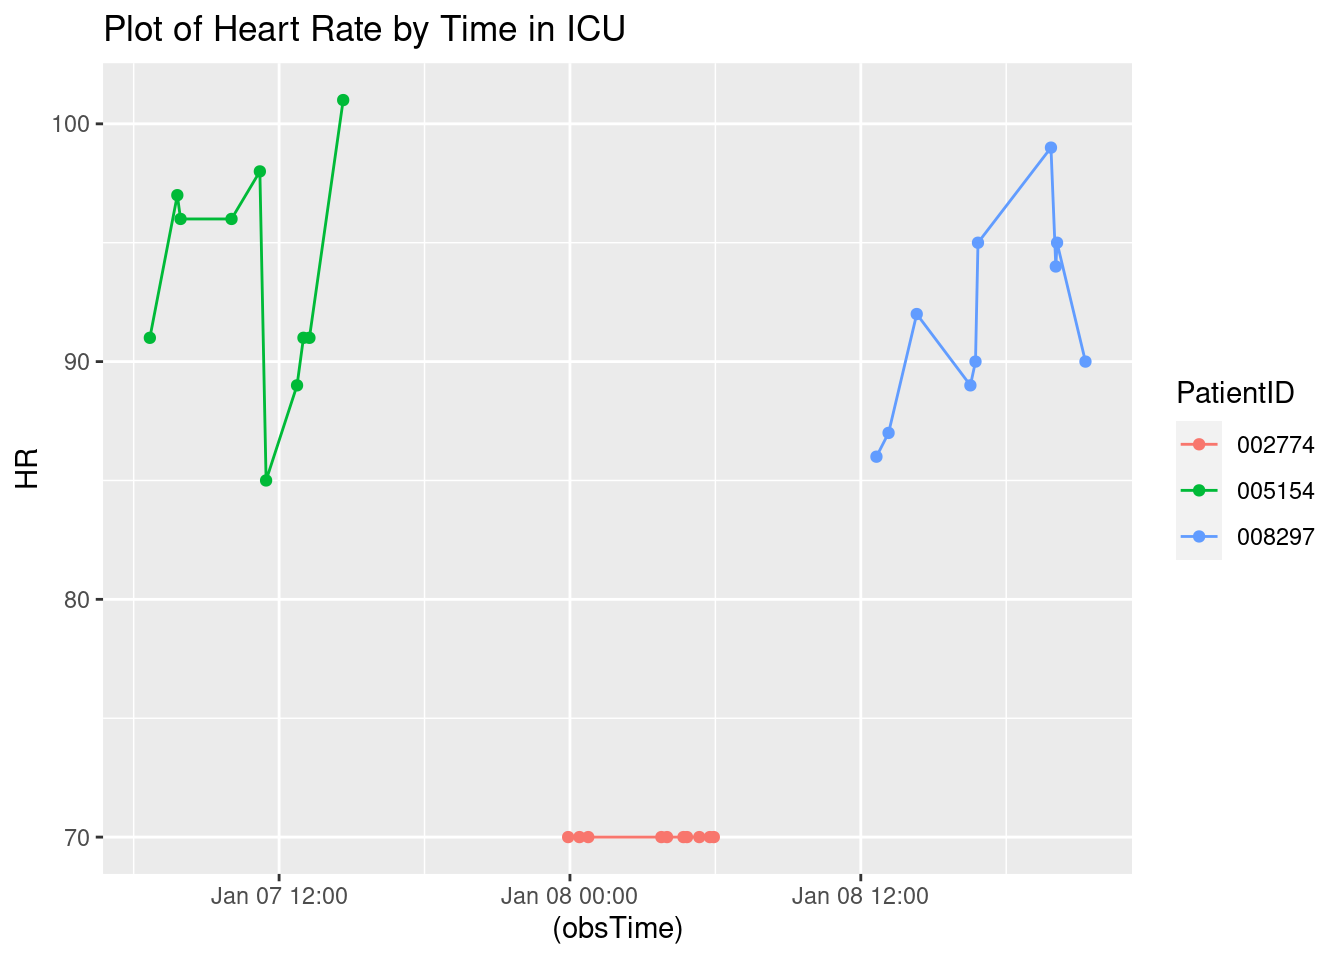 Plot of Heart Rate by Time in ICU
100
90
80
70
HR
Jan 07 12:00
Jan 08 00:00
Jan 08 12:00
(obsTime)
PatientID
002774
005154
008297